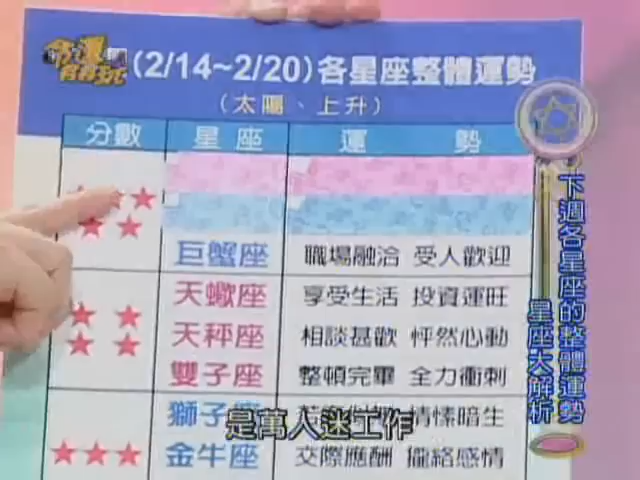 命運好好玩
(2/14~2/20)各星座整體運勢
(太陽、上升)
分數 星座 運勢
巨蟹座 職場融洽 受人歡迎
天蠍座 享受生活 投資運旺
天秤座 相談甚歡 怦然心動
雙子座 整頓完畢 全力衝刺
獅子座 情愫暗生
金牛座 交際應酬 攏絡感情
是萬人迷工作
下週各星座的整體運勢
星座大解析